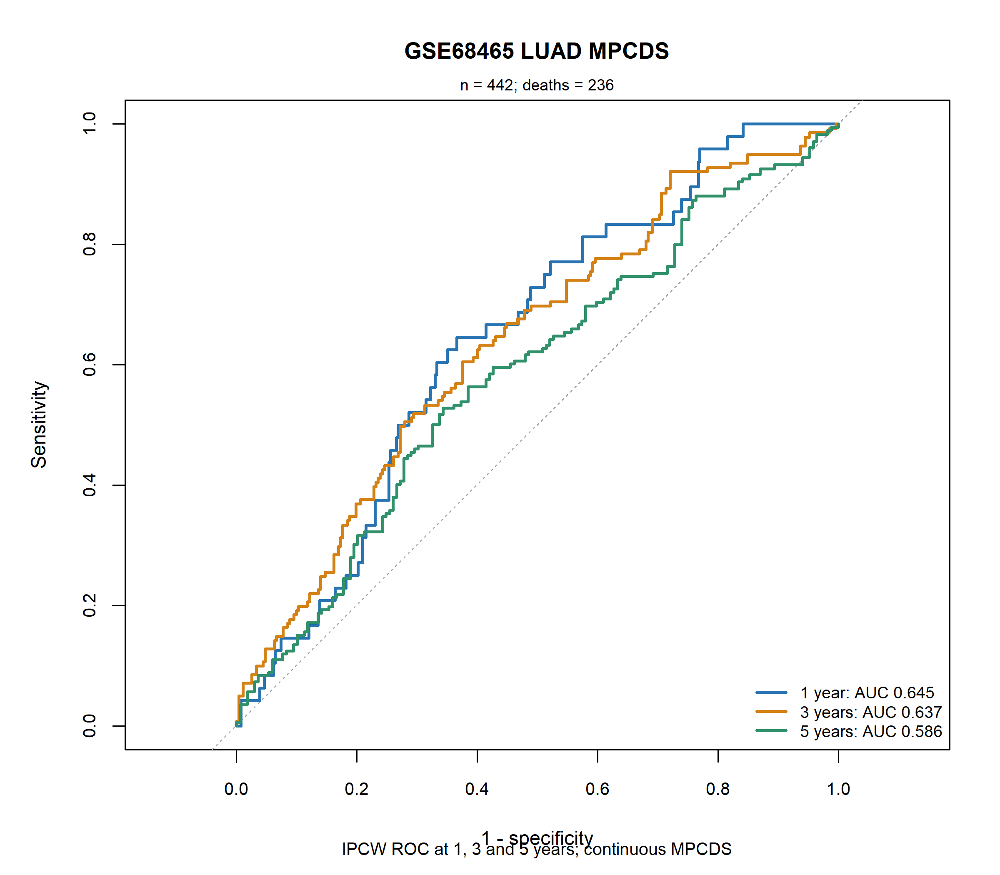 GSE68465 LUAD MPCDS
n = 442; deaths = 236
1.0
0.8
0.6
0.4
0.2
0.0
Sensitivity
1 year: AUC 0.645
3 years: AUC 0.637
5 years: AUC 0.586
0.0 0.2 0.4 0.6 0.8 1.0
1 - specificity
IPCW ROC at 1, 3 and 5 years; continuous MPCDS